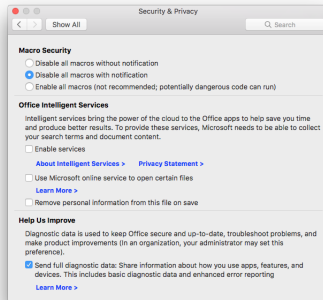 Security & Privacy
Show All
Search
Macro Security
Disable all macros without notification
Disable all macros with notification
Enable all macros (not recommended; potentially dangerous code can run)
Office Intelligent Services
Intelligent services bring the power of the cloud to the Office apps to help save you time
and produce better results. To provide these services, Microsoft needs to be able to collect
your search terms and document content.
Enable services
About Intelligent Services > Privacy Statement >
Use Microsoft online service to open certain files
Learn More >
Remove personal information from this file on save
Help Us Improve
Diagnostic data is used to keep Office secure and up-to-date, troubleshoot problems, and
make product improvements (In an organization, your administrator may set this
preference).
Send full diagnostic data: Share information about how you use apps, features, and
devices. This includes basic diagnostic data and enhanced error reporting
Learn More >